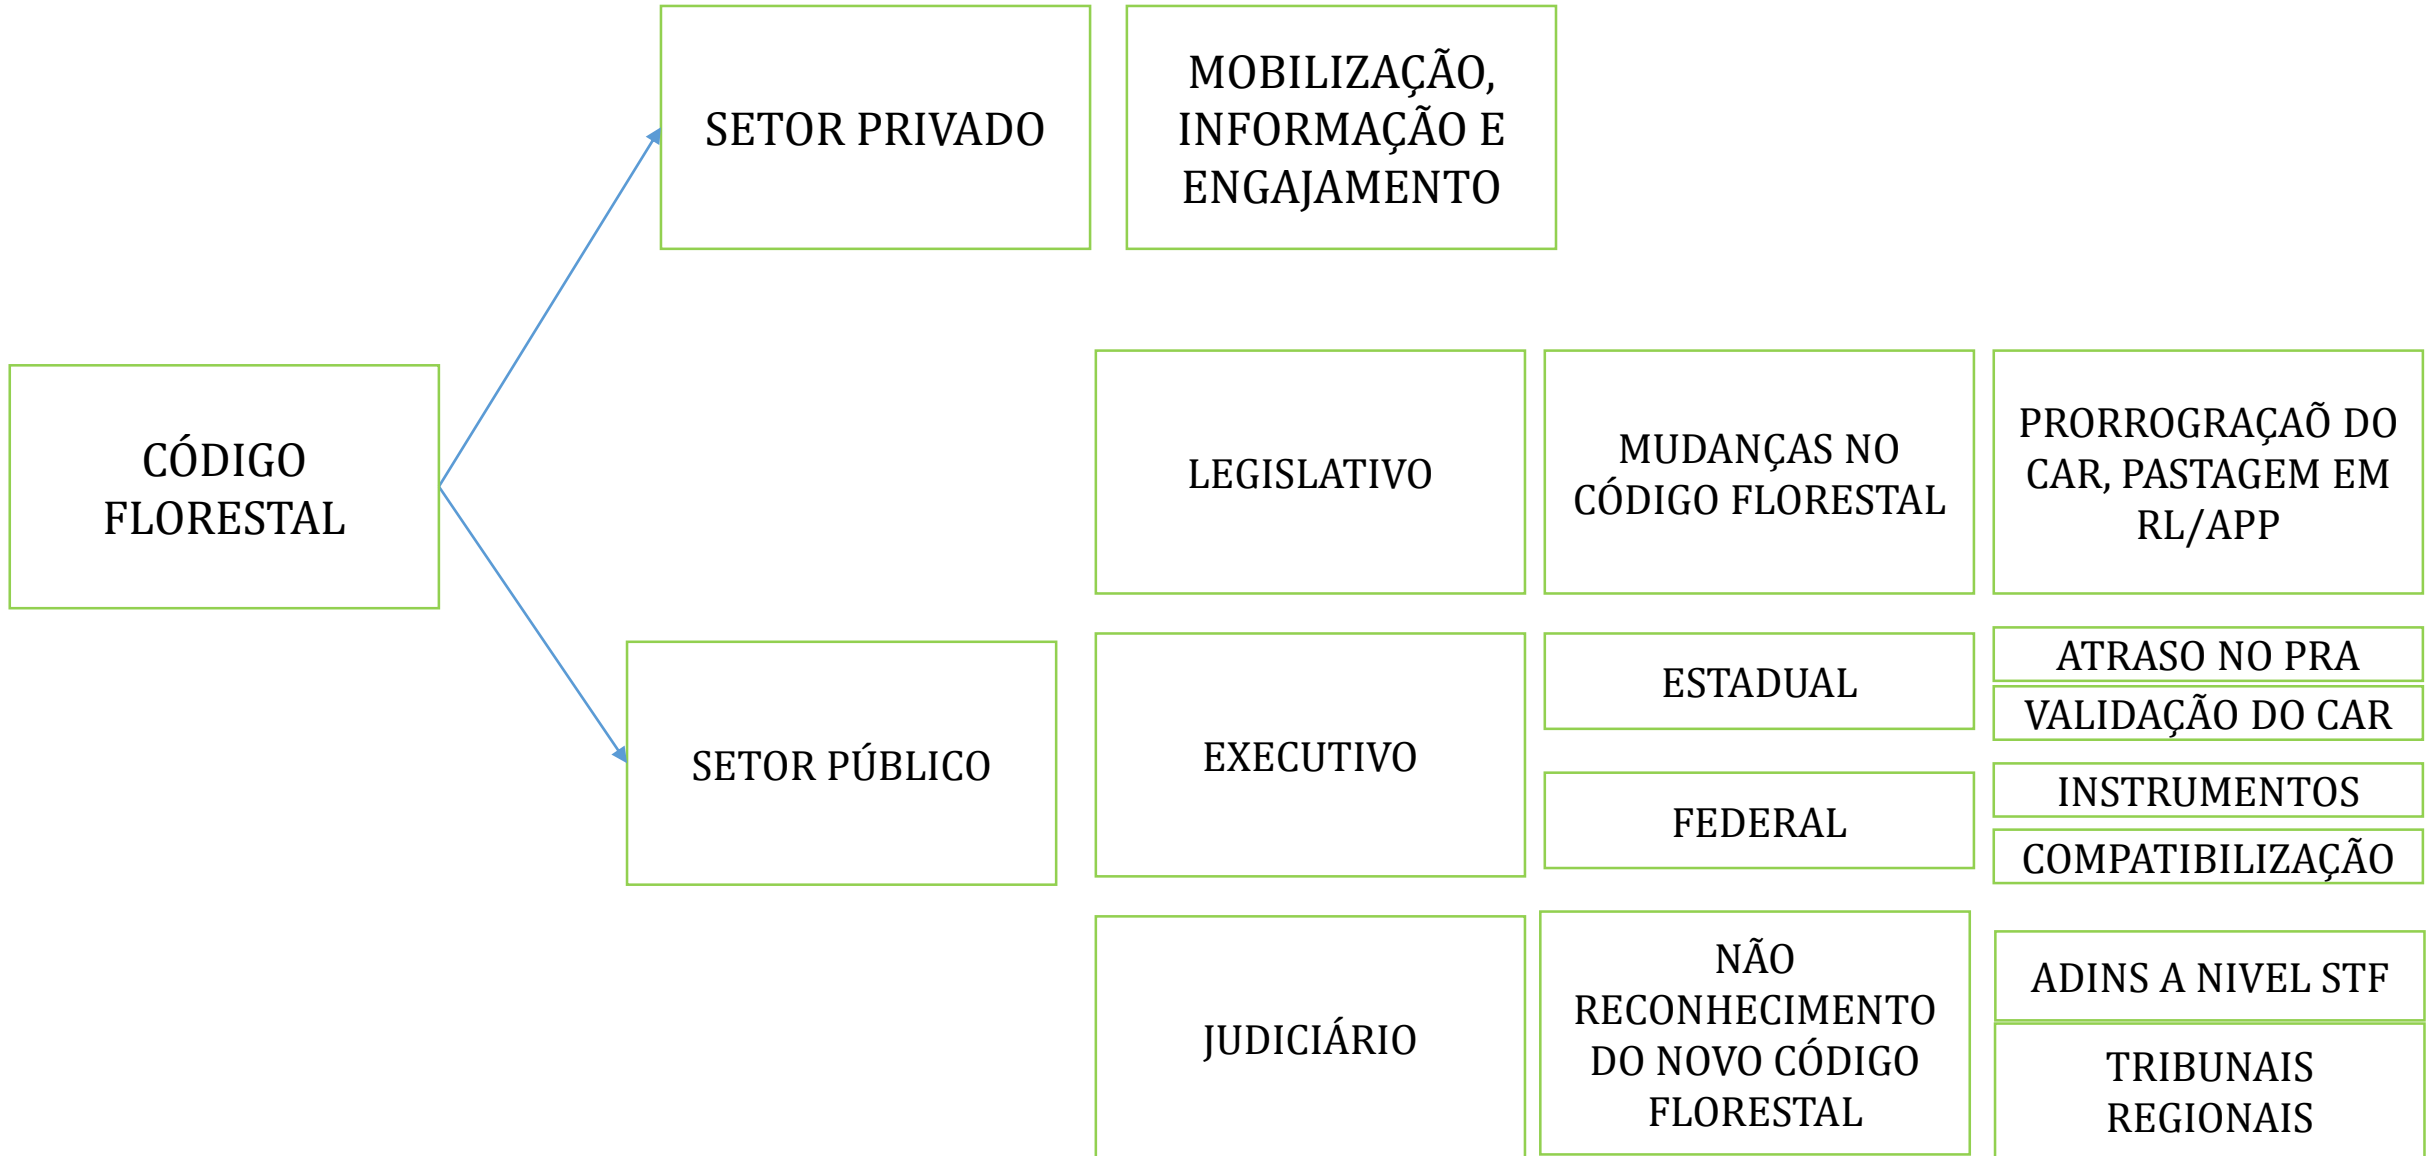 SETOR PRIVADO
MOBILIZAÇÃO,
INFORMAÇÃO E
ENGAJAMENTO
CÓDIGO
FLORESTAL
LEGISLATIVO
MUDANÇAS NO
CÓDIGO FLORESTAL
PRORROGRAÇAÕ DO
CAR, PASTAGEM EM
RL/APP
SETOR PÚBLICO
EXECUTIVO
ESTADUAL
ATRASO NO PRA
VALIDAÇÃO DO CAR
FEDERAL
INSTRUMENTOS
COMPATIBILIZAÇÃO
JUDICIÁRIO
NÃO
RECONHECIMENTO
DO NOVO CÓDIGO
FLORESTAL
ADINS A NIVEL STF
TRIBUNAIS
REGIONAIS